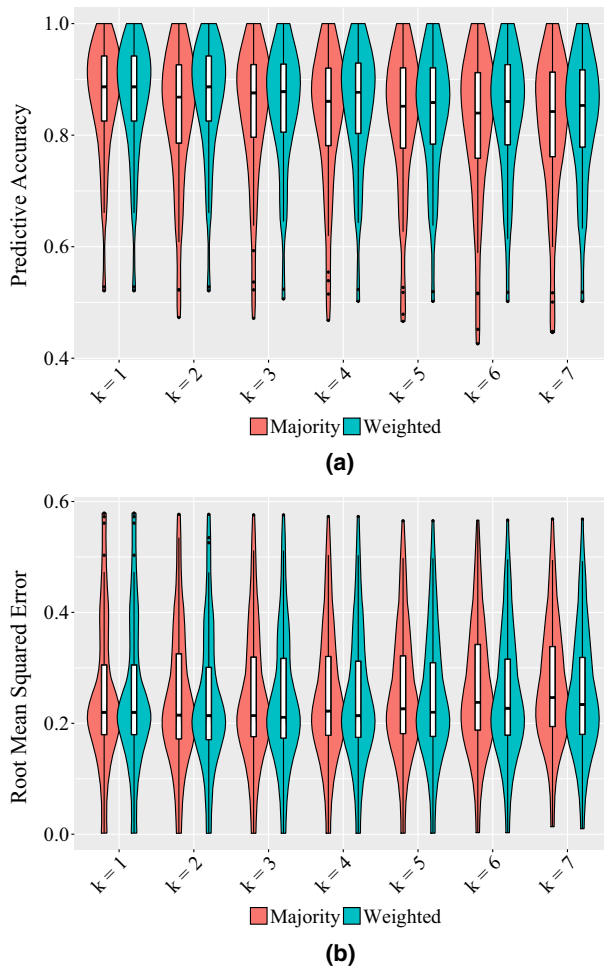 Predictive Accuracy
1.0
0.8
0.6
0.4
k = 1
k = 2
k = 3
k = 4
k = 5
k = 6
k = 7
Majority Weighted
(a)
Root Mean Squared Error
0.6
0.4
0.2
0.0
k = 1
k = 2
k = 3
k = 4
k = 5
k = 6
k = 7
Majority Weighted
(b)